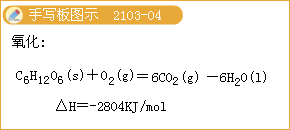 手写板图示 2103-04
氧化:
C₆H₁₂O₆(s)+O₂(g)=6CO₂(g) -6H₂O(l)
△H=-2804KJ/mol